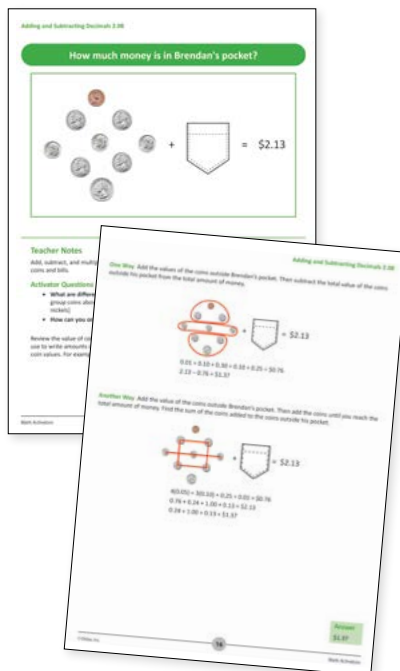 Adding and Subtracting Decimals 2.08
How much money is in Brendan's pocket?
+ = $2.13
Teacher Notes
Add, subtract, and multip
coins and bills.
Activator Questions
• What are differe
group coins
nickels)
• How can you
Review the value of co
use to write amounts
coin values. For examp
Math Activators
Adding and Subtracting Decimals 2.08
One Way Add the values of the coins outside Brendan's pocket. Then subtract the total value of the coins
outside his pocket from the total amount of money.
+ = $2.13
0.01 + 0.10 + 0.30 + 0.10 + 0.25 = $0.76
2.13 – 0.76 = $1.37
Another Way Add the value of the coins outside Brendan's pocket. Then add the coins until you reach the
total amount of money. Find the sum of the coins added to the coins outside his pocket.
+ = $2.13
4(0.05) + 3(0.10) + 0.25 + 0.01 = $0.76
0.76 + 0.24 + 1.00 + 0.13 = $2.13
0.24 + 1.00 + 0.13 = $1.37
Answer
$1.37
16
Math Activators